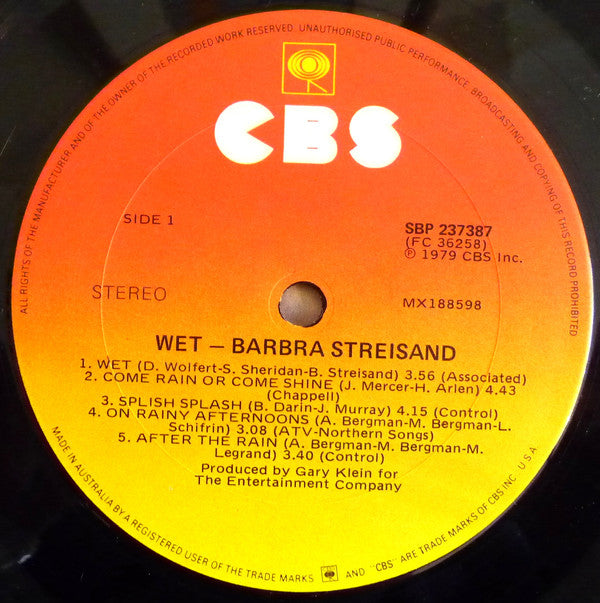 ALL RIGHTS OF THE MANUFACTURER AND OF THE OWNER OF THE RECORDED WORK RESERVED. UNAUTHORISED PUBLIC PERFORMANCE, BROADCASTING AND COPYING OF THIS RECORD PROHIBITED
CBS
SIDE 1
SBP 237387
(FC 36258)
℗ 1979 CBS Inc.
STEREO
MX188598
WET – BARBRA STREISAND
1. WET (D. Wolfert-S. Sheridan-B. Streisand) 3.56 (Associated)
2. COME RAIN OR COME SHINE (J. Mercer-H. Arlen) 4.43
(Chappell)
3. SPLISH SPLASH (B. Darin-J. Murray) 4.15 (Control)
4. ON RAINY AFTERNOONS (A. Bergman-M. Bergman-L.
Schifrin) 3.08 (ATV-Northern Songs)
5. AFTER THE RAIN (A. Bergman-M. Bergman-M.
Legrand) 3.40 (Control)
Produced by Gary Klein for
The Entertainment Company
MADE IN AUSTRALIA BY A REGISTERED USER OF THE TRADE MARKS AND "CBS" ARE TRADE MARKS OF CBS INC. U.S.A.